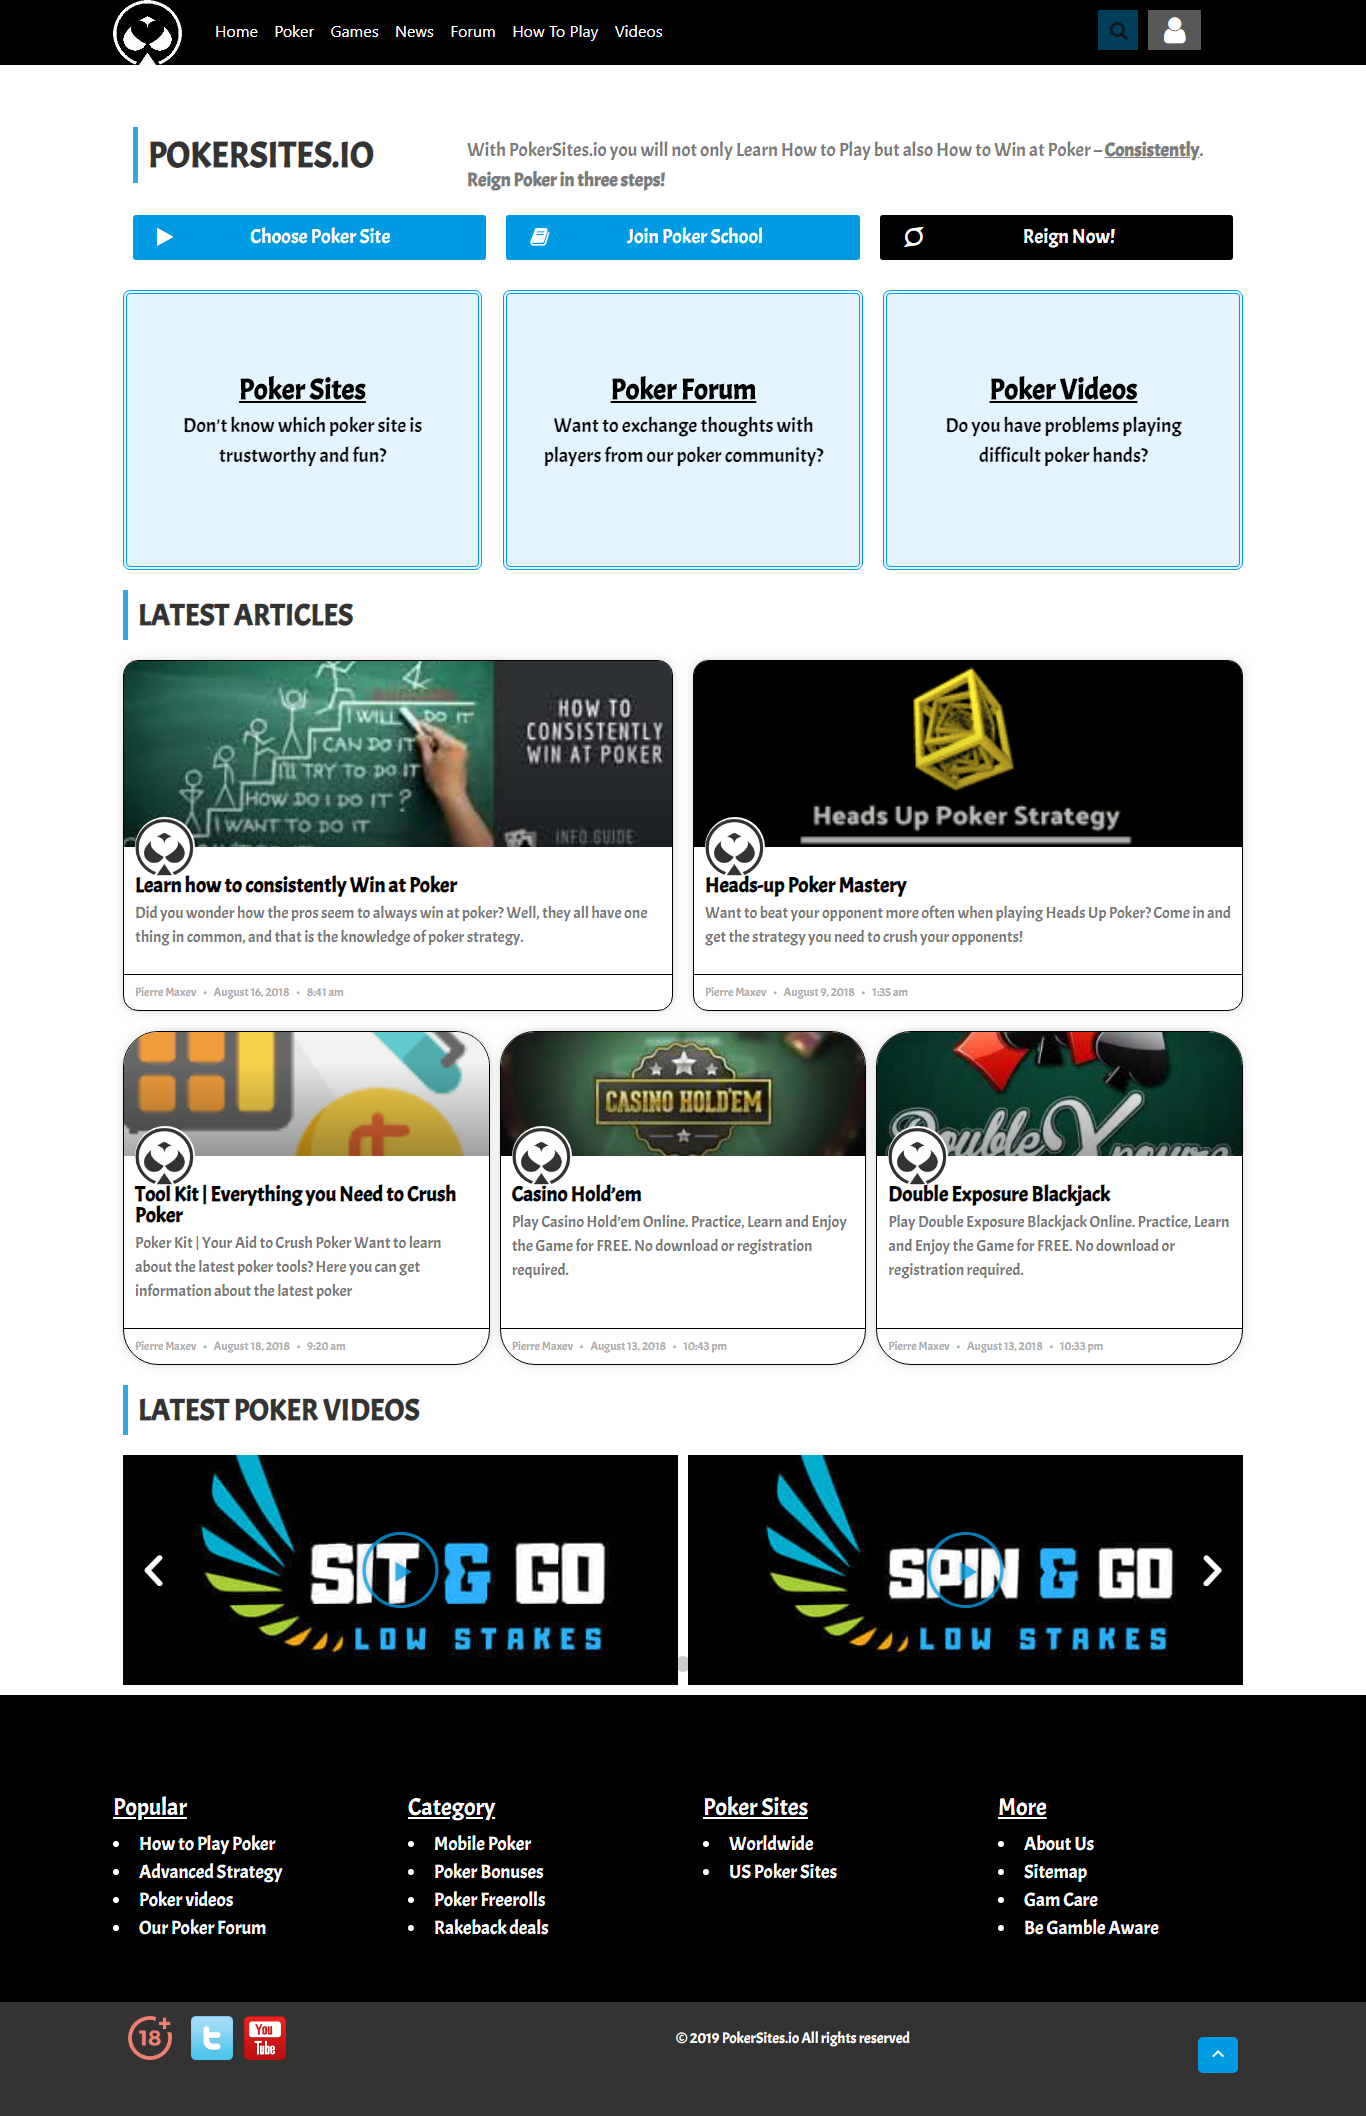 Home Poker Games News Forum How To Play Videos
POKERSITES.IO
With PokerSites.io you will not only Learn How to Play but also How to Win at Poker – Consistently.
Reign Poker in three steps!
Choose Poker Site
Join Poker School
Reign Now!
Poker Sites
Don't know which poker site is
trustworthy and fun?
Poker Forum
Want to exchange thoughts with
players from our poker community?
Poker Videos
Do you have problems playing
difficult poker hands?
LATEST ARTICLES
I WILL DO IT
I CAN DO IT
I'LL TRY TO DO IT
HOW DO I DO IT?
I WANT TO DO IT
HOW TO
CONSISTENTLY
WIN AT POKER
INFO GUIDE
Learn how to consistently Win at Poker
Did you wonder how the pros seem to always win at poker? Well, they all have one
thing in common, and that is the knowledge of poker strategy.
Pierre Maxev • August 16, 2018 • 8:41 am
Heads Up Poker Strategy
Heads-up Poker Mastery
Want to beat your opponent more often when playing Heads Up Poker? Come in and
get the strategy you need to crush your opponents!
Pierre Maxev • August 9, 2018 • 1:35 am
Tool Kit | Everything you Need to Crush
Poker
Poker Kit | Your Aid to Crush Poker Want to learn
about the latest poker tools? Here you can get
information about the latest poker
Pierre Maxev • August 18, 2018 • 9:20 am
CASINO HOLD'EM
Casino Hold'em
Play Casino Hold'em Online. Practice, Learn and Enjoy
the Game for FREE. No download or registration
required.
Pierre Maxev • August 13, 2018 • 10:43 pm
Double Xposure
Double Exposure Blackjack
Play Double Exposure Blackjack Online. Practice, Learn
and Enjoy the Game for FREE. No download or
registration required.
Pierre Maxev • August 13, 2018 • 10:33 pm
LATEST POKER VIDEOS
SIT & GO
LOW STAKES
SPIN & GO
LOW STAKES
Popular
• How to Play Poker
• Advanced Strategy
• Poker videos
• Our Poker Forum
Category
• Mobile Poker
• Poker Bonuses
• Poker Freerolls
• Rakeback deals
Poker Sites
• Worldwide
• US Poker Sites
More
• About Us
• Sitemap
• Gam Care
• Be Gamble Aware
18+
You
Tube
© 2019 PokerSites.io All rights reserved